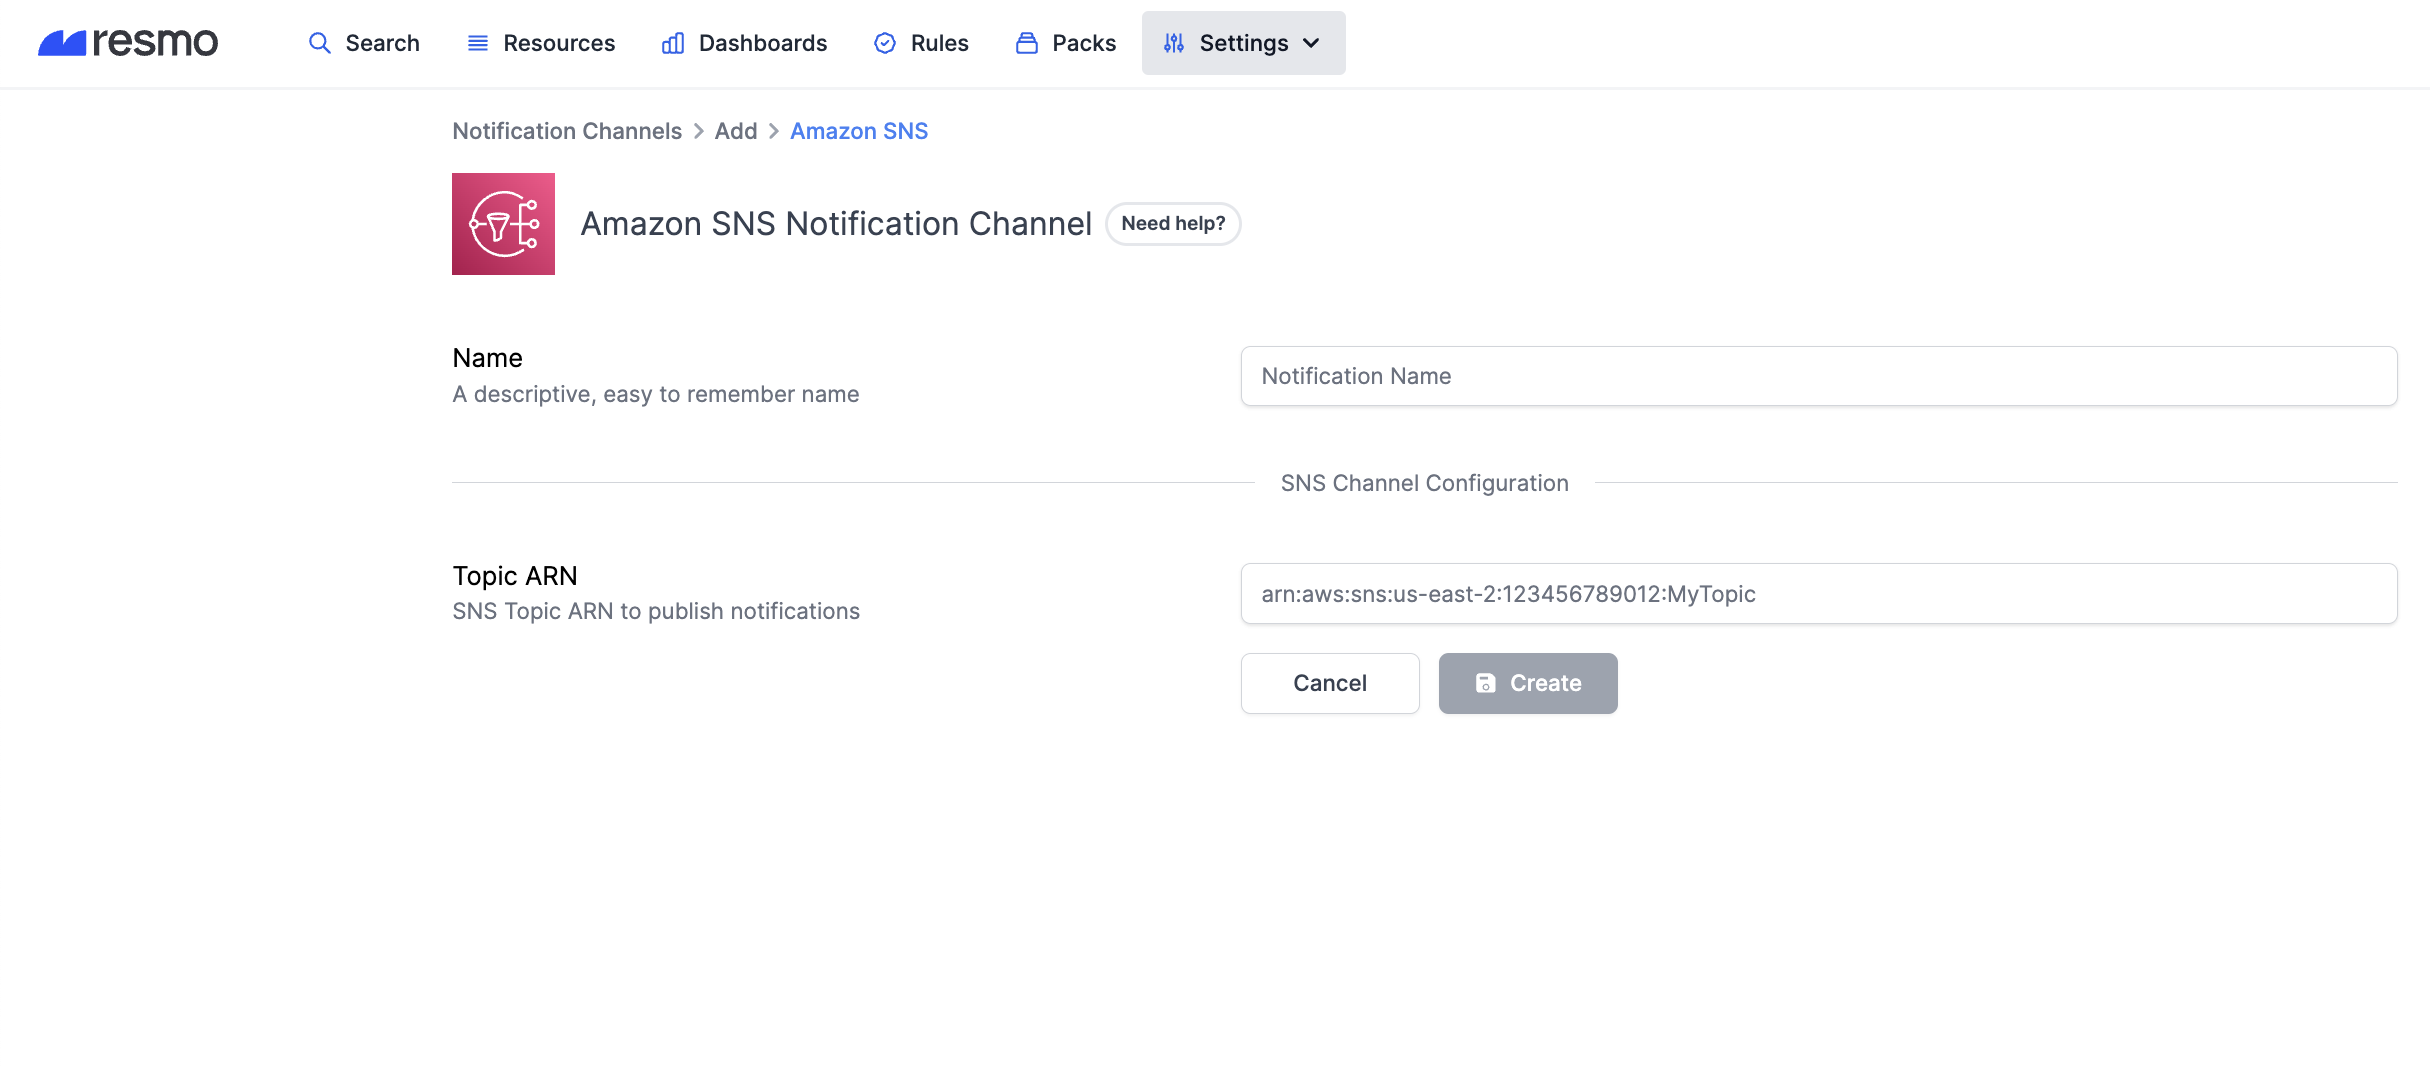 resmo Search Resources Dashboards Rules Packs Settings
Notification Channels > Add > Amazon SNS
Amazon SNS Notification Channel Need help?
Name
A descriptive, easy to remember name
Notification Name
SNS Channel Configuration
Topic ARN
SNS Topic ARN to publish notifications
arn:aws:sns:us-east-2:123456789012:MyTopic
Cancel Create